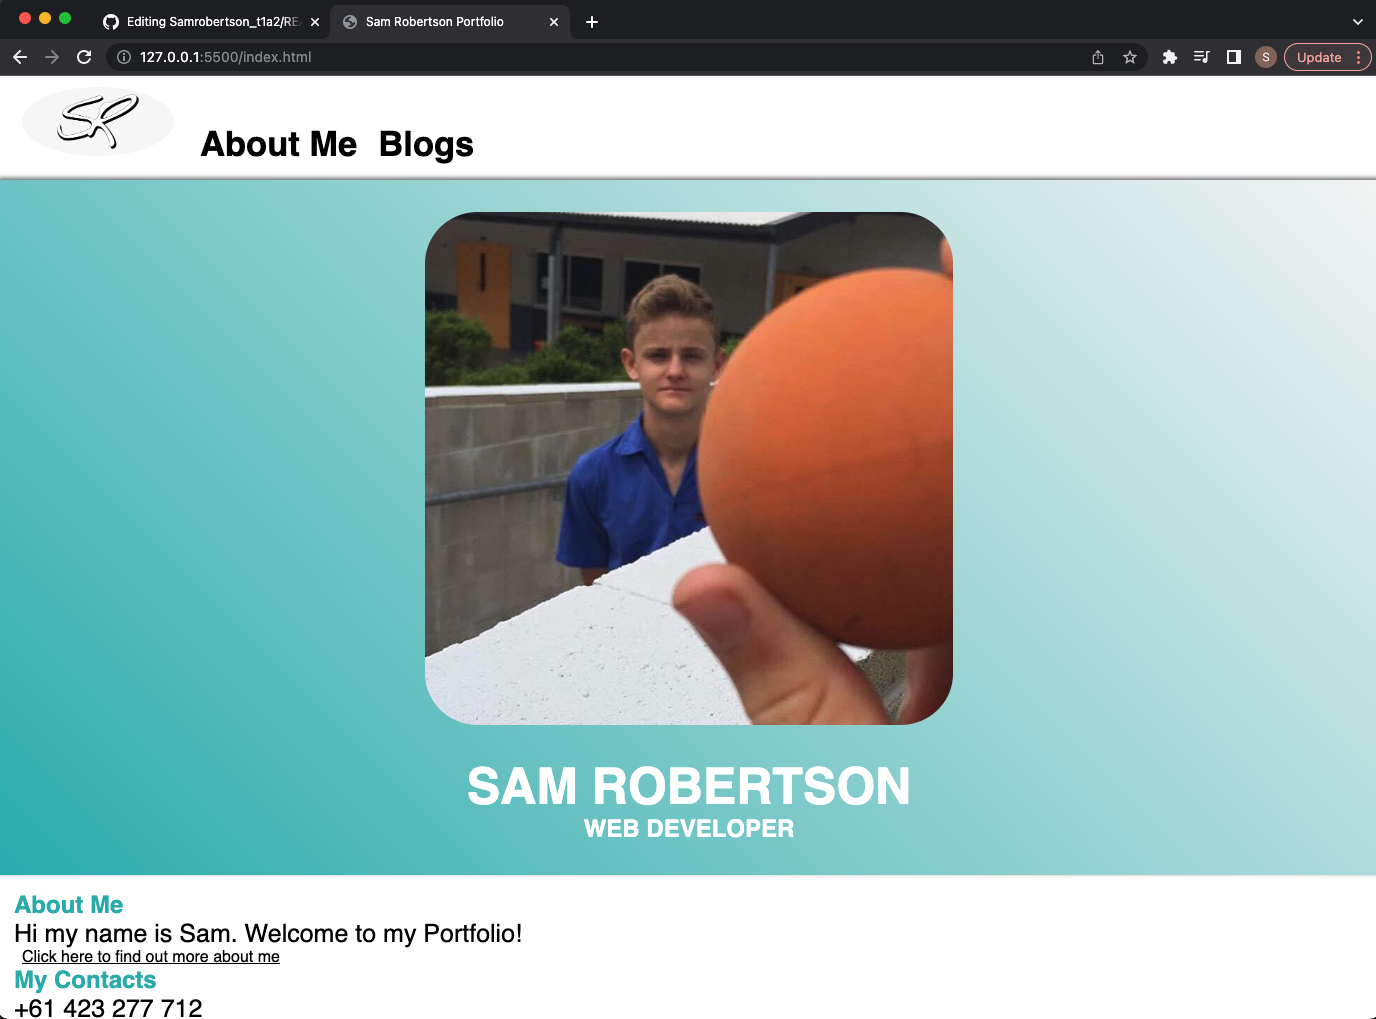 Editing Samrobertson_t1a2/RE
Sam Robertson Portfolio
127.0.0.1:5500/index.html
S
Update
SR
About Me
Blogs
SAM ROBERTSON
WEB DEVELOPER
About Me
Hi my name is Sam. Welcome to my Portfolio!
Click here to find out more about me
My Contacts
+61 423 277 712